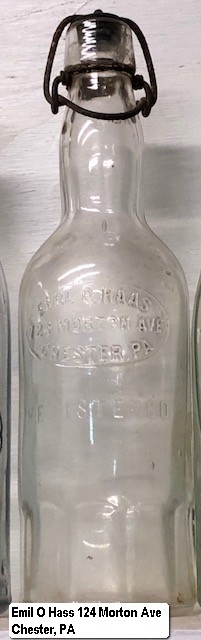 EMIL O HAAS
124 MORTON AVE
CHESTER, PA
Emil O Hass 124 Morton Ave
Chester, PA